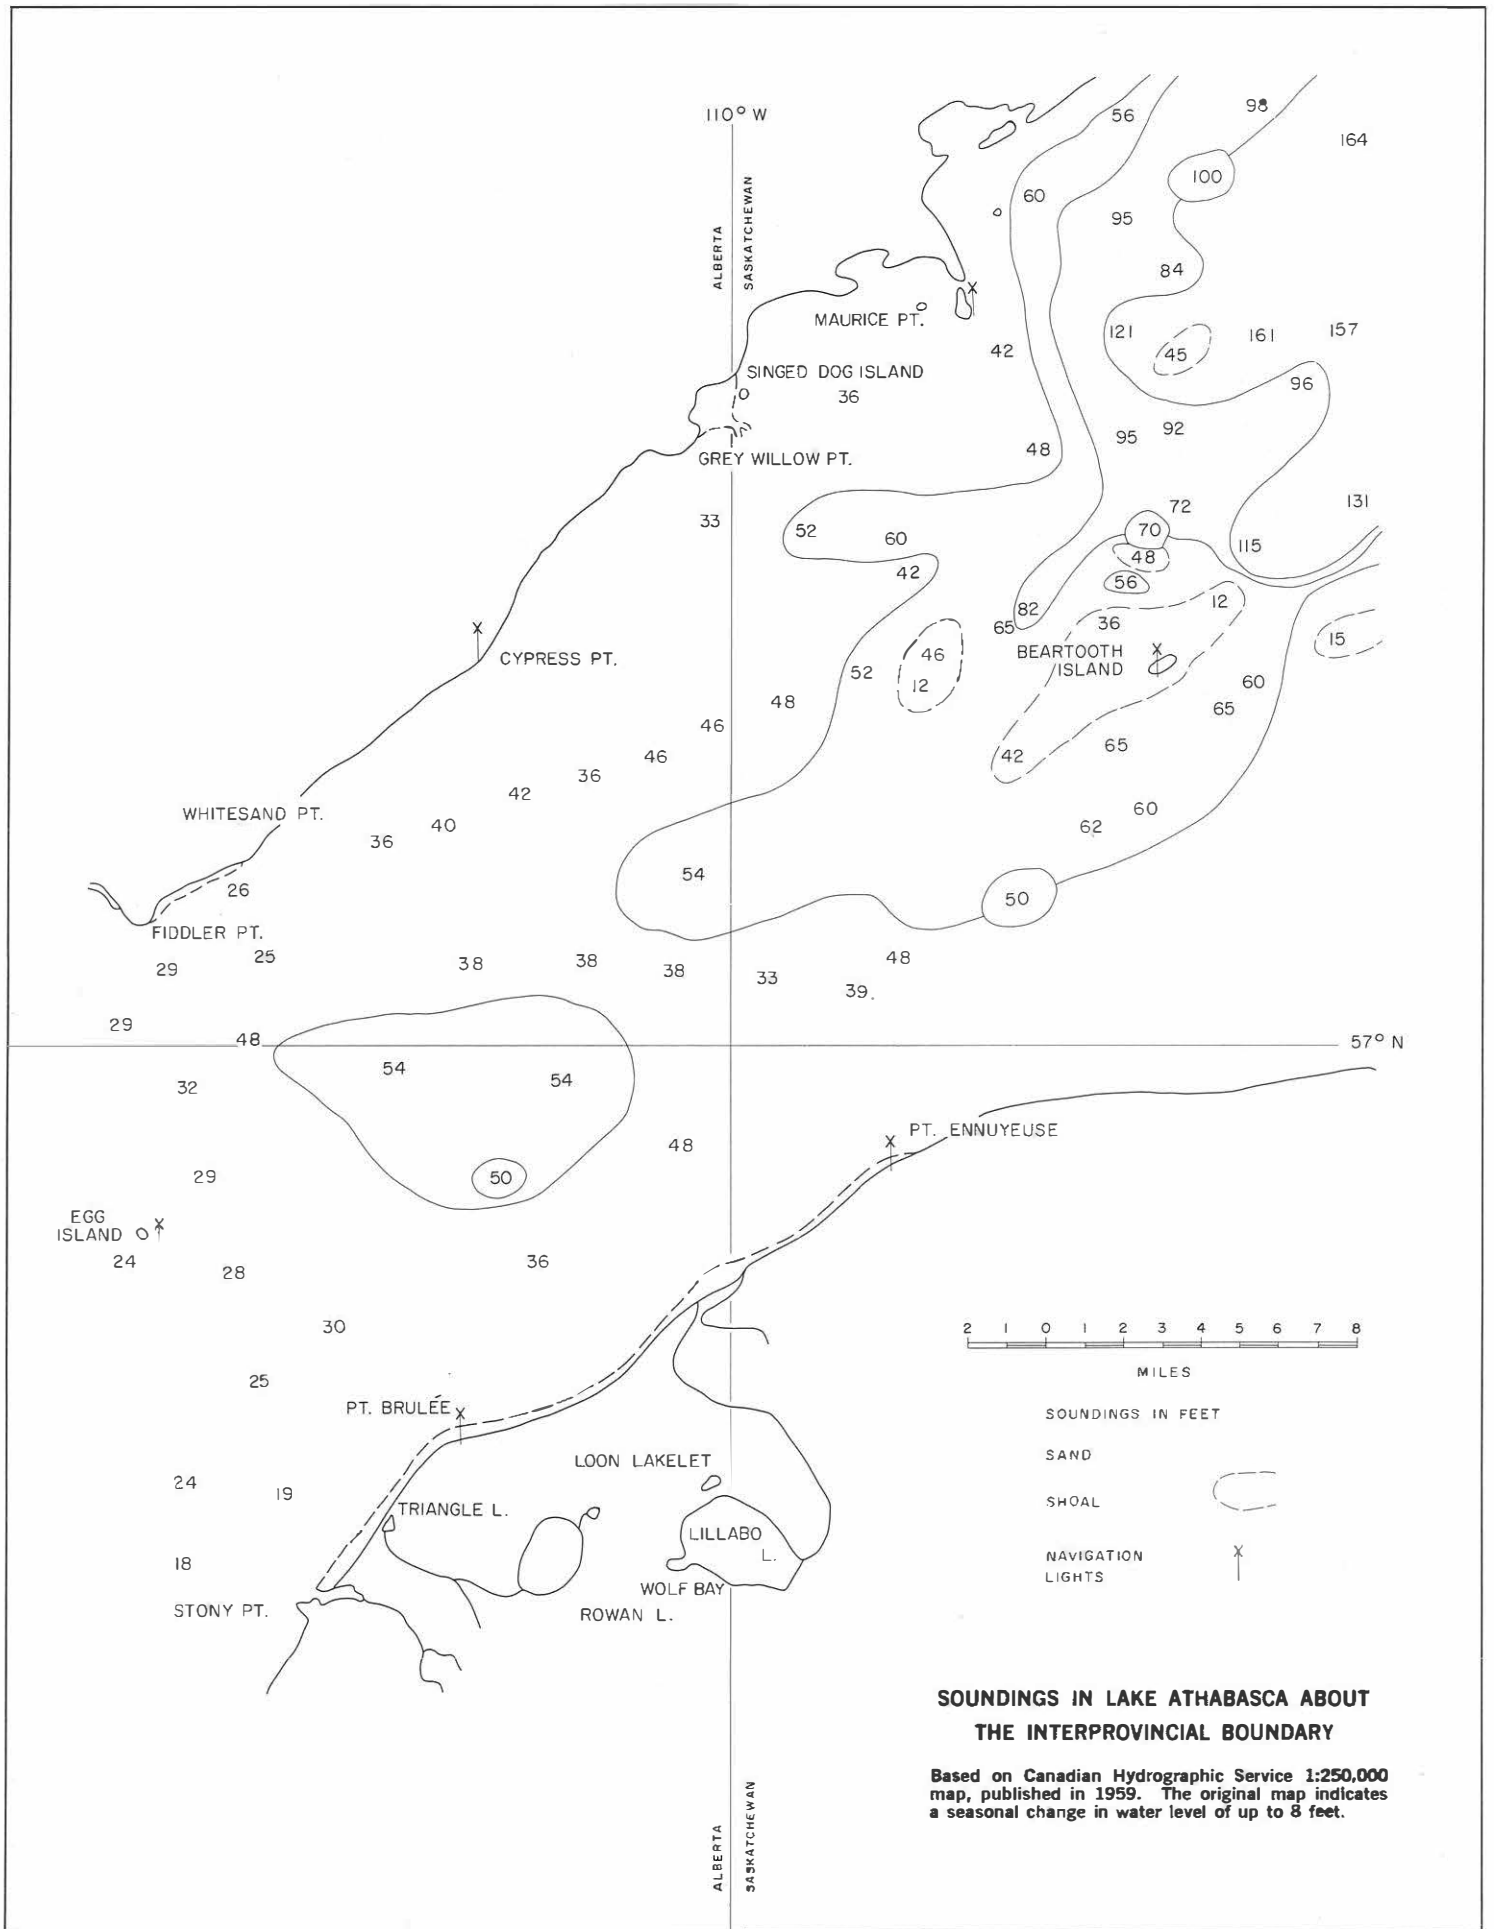 110° W
56
98
164
100
60
95
ALBERTA
SASKATCHEWAN
84
MAURICE PT.
121
45
161
157
42
SINGED DOG ISLAND
36
96
95
92
48
GREY WILLOW PT.
33
52
60
72
70
131
115
48
42
56
12
82
65
36
15
CYPRESS PT.
46
BEARTOOTH
ISLAND
52
12
60
48
65
46
65
46
42
36
42
WHITESAND PT.
40
36
62
60
54
26
50
FIDDLER PT.
25
29
38
38
38
33
48
39.
29
48
57° N
54
54
32
48
PT. ENNUYEUSE
29
50
EGG
ISLAND
24
28
36
30
2 1 0 1 2 3 4 5 6 7 8
MILES
25
PT. BRULÉE
SOUNDINGS IN FEET
SAND
SHOAL
NAVIGATION
LIGHTS
24
19
LOON LAKELET
TRIANGLE L.
LILLABO
L.
18
WOLF BAY
STONY PT.
ROWAN L.
SOUNDINGS IN LAKE ATHABASCA ABOUT
THE INTERPROVINCIAL BOUNDARY
Based on Canadian Hydrographic Service 1:250,000
map, published in 1959. The original map indicates
a seasonal change in water level of up to 8 feet.
ALBERTA
SASKATCHEWAN